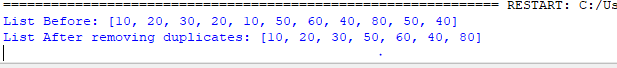 ================================================================== RESTART: C:/Us
List Before: [10, 20, 30, 20, 10, 50, 60, 40, 80, 50, 40]
List After removing duplicates: [10, 20, 30, 50, 60, 40, 80]